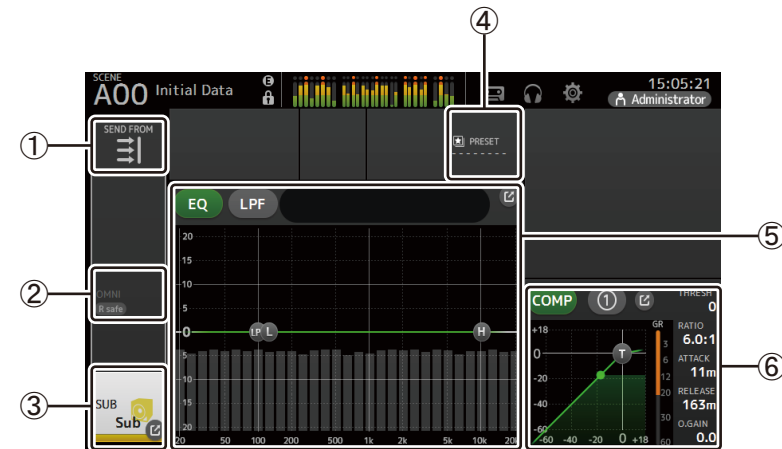 ④
SCENE
A00 Initial Data
E
15:05:21
Administrator
①
SEND FROM
PRESET
EQ
LPF
⑤
20
15
10
5
0
5
10
15
20
LP
L
H
20 50 100 200 500 1k 2k 5k 10k 20k
②
OMNI
R safe
③
SUB
Sub
COMP
①
THRESH
0
+18
0
-20
-40
-60
T
-60 -40 -20 0 +18
GR
3
6
12
20
30
60
RATIO
6.0:1
ATTACK
11m
RELEASE
163m
O.GAIN
0.0
⑥